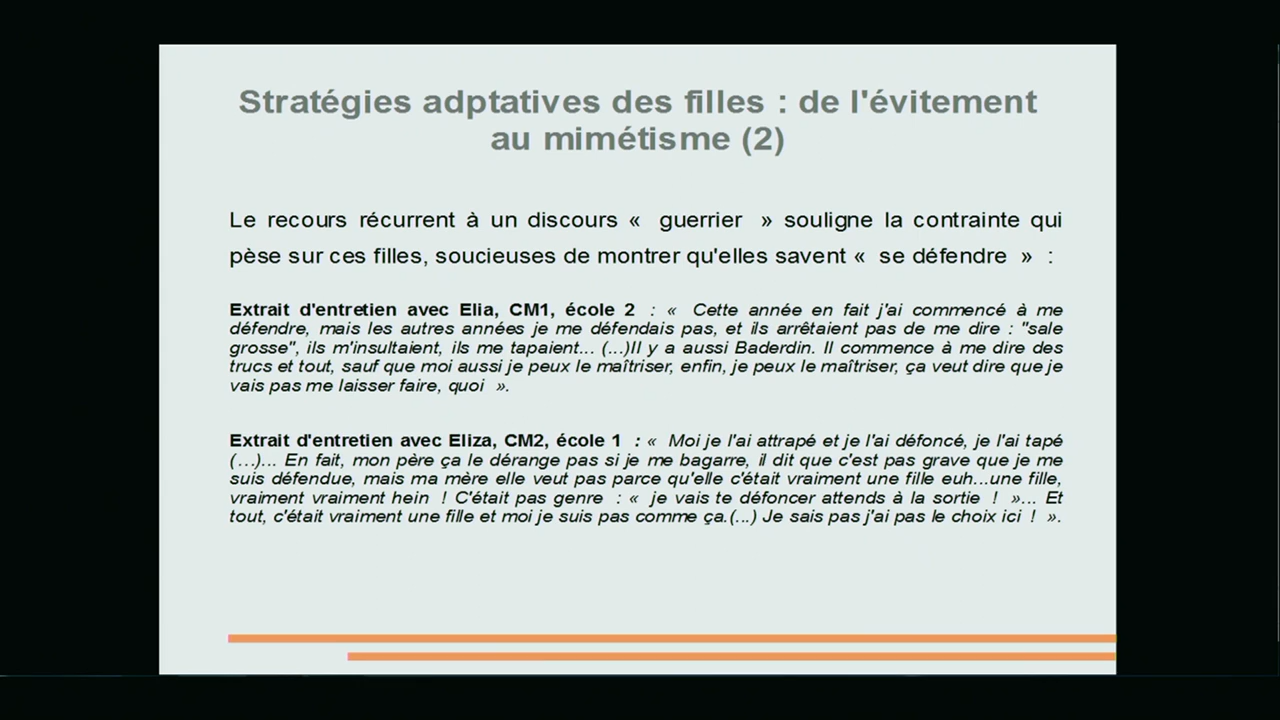 Stratégies adptatives des filles : de l'évitement
au mimétisme (2)
Le recours récurrent à un discours « guerrier » souligne la contrainte qui
pèse sur ces filles, soucieuses de montrer qu'elles savent « se défendre » :
Extrait d'entretien avec Elia, CM1, école 2 : « Cette année en fait j'ai commencé à me
défendre, mais les autres années je me défendais pas, et ils arrêtaient pas de me dire : "sale
grosse", ils m'insultaient, ils me tapaient... (...)Il y a aussi Baderdin. Il commence à me dire des
trucs et tout, sauf que moi aussi je peux le maîtriser, enfin, je peux le maîtriser, ça veut dire que je
vais pas me laisser faire, quoi ».
Extrait d'entretien avec Eliza, CM2, école 1 : « Moi je l'ai attrapé et je l'ai défoncé, je l'ai tapé
(...)... En fait, mon père ça le dérange pas si je me bagarre, il dit que c'est pas grave que je me
suis défendue, mais ma mère elle veut pas parce qu'elle c'était vraiment une fille euh...une fille,
vraiment vraiment hein ! C'était pas genre : « je vais te défoncer attends à la sortie ! »... Et
tout, c'était vraiment une fille et moi je suis pas comme ça.(...) Je sais pas j'ai pas le choix ici ! ».